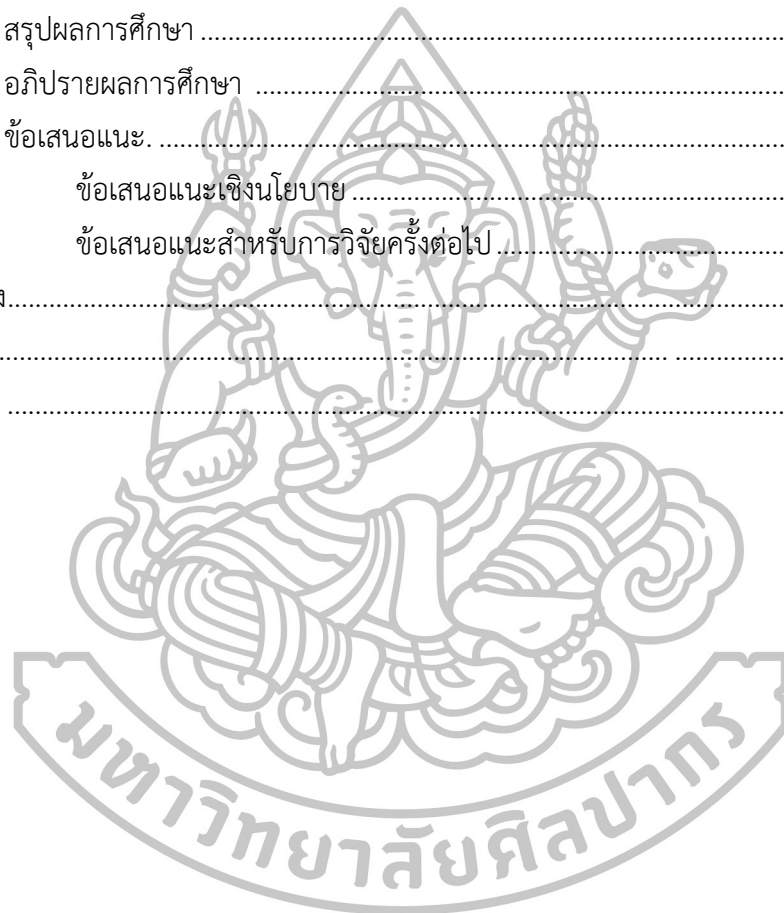 สรุปผลการศึกษา ........................................................................................
อภิปรายผลการศึกษา ................................................................................
ข้อเสนอแนะ. ..............................................................................................
ข้อเสนอแนะเชิงนโยบาย ................................................................
ข้อเสนอแนะสำหรับการวิจัยครั้งต่อไป ...........................................
มหาวิทยาลัยศิลปากร